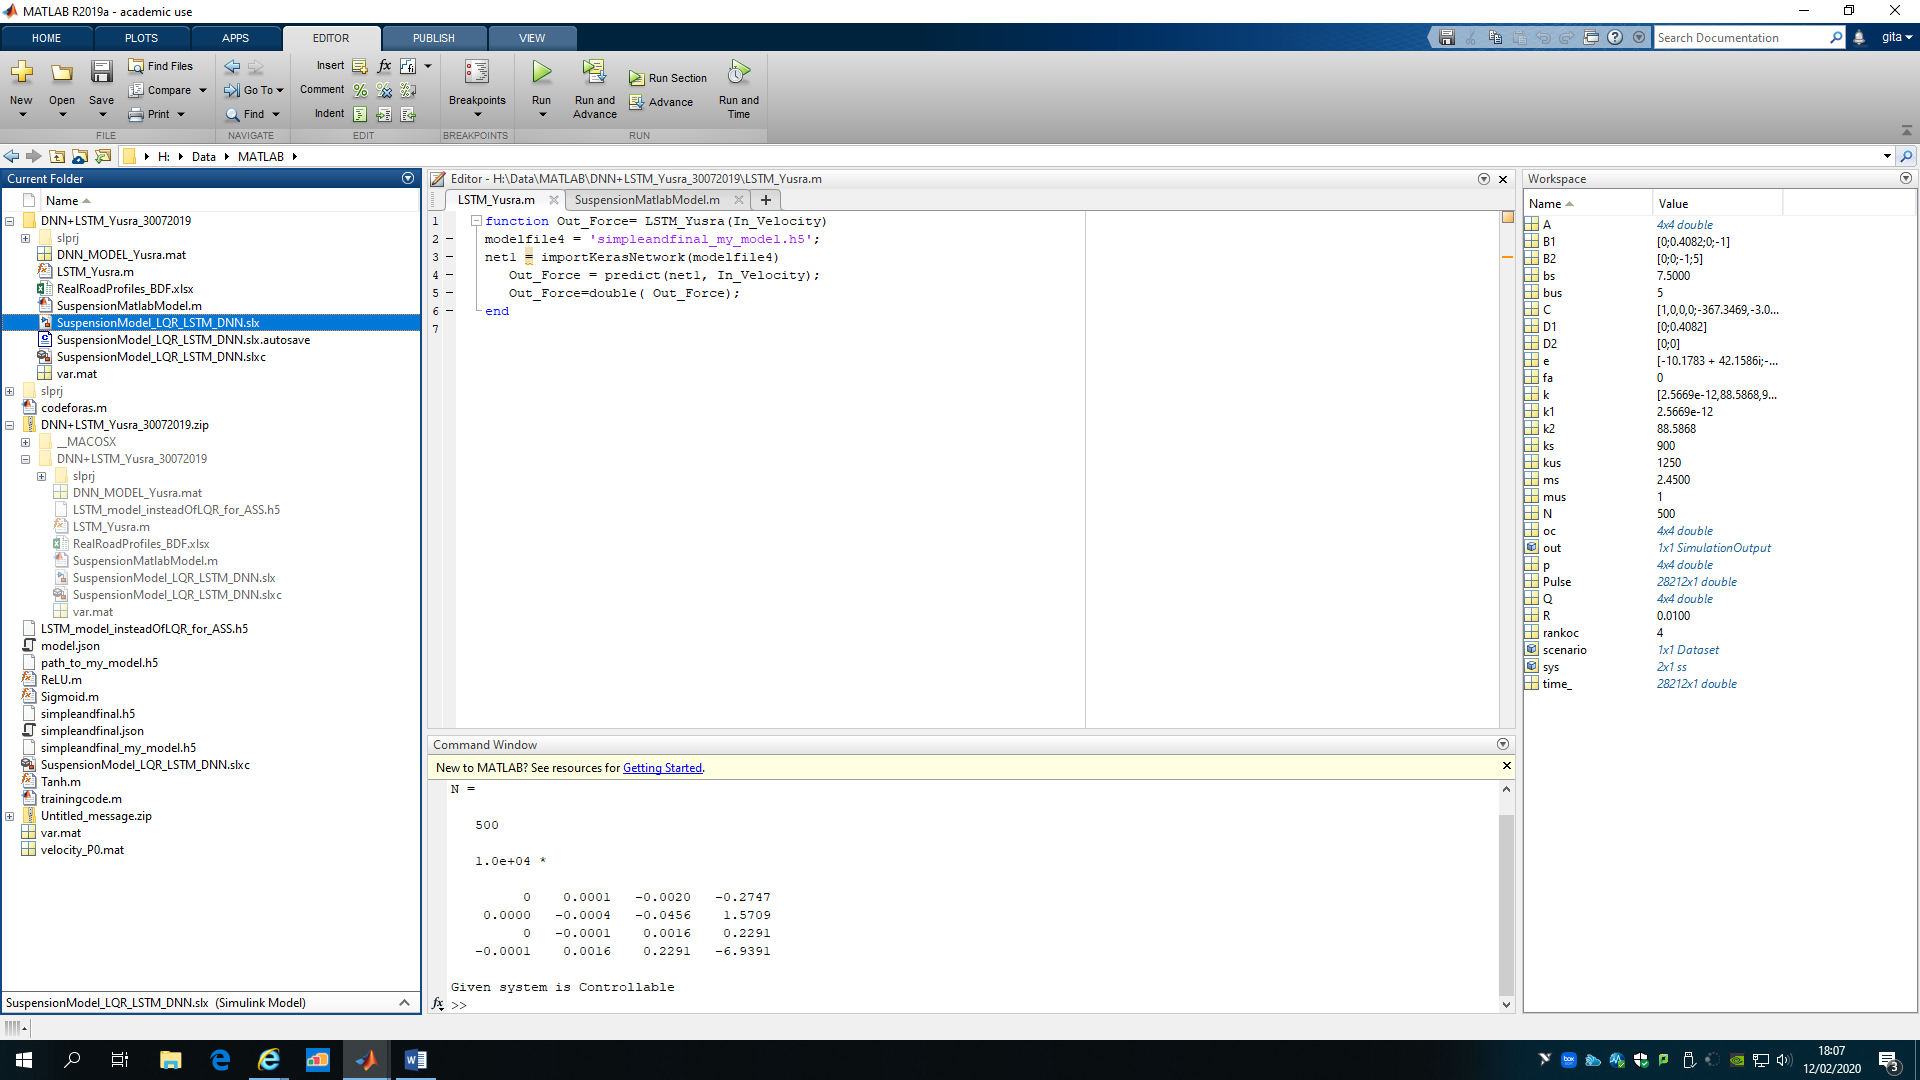 MATLAB R2019a - academic use
HOME PLOTS APPS EDITOR PUBLISH VIEW
Search Documentation
gita
New Open Save
Find Files
Compare
Print
FILE
Go To
Find
NAVIGATE
Insert
Comment
Indent
EDIT
Breakpoints
BREAKPOINTS
Run
Run and Advance
Run Section
Advance
Run and Time
RUN
H: Data MATLAB
Current Folder
Name
DNN+LSTM_Yusra_30072019
slprj
DNN_MODEL_Yusra.mat
LSTM_Yusra.m
RealRoadProfiles_BDF.xlsx
SuspensionMatlabModel.m
SuspensionModel_LQR_LSTM_DNN.slx
SuspensionModel_LQR_LSTM_DNN.slx.autosave
SuspensionModel_LQR_LSTM_DNN.slxc
var.mat
slprj
codeforas.m
DNN+LSTM_Yusra_30072019.zip
__MACOSX
DNN+LSTM_Yusra_30072019
slprj
DNN_MODEL_Yusra.mat
LSTM_model_insteadOfLQR_for_ASS.h5
LSTM_Yusra.m
RealRoadProfiles_BDF.xlsx
SuspensionMatlabModel.m
SuspensionModel_LQR_LSTM_DNN.slx
SuspensionModel_LQR_LSTM_DNN.slxc
var.mat
LSTM_model_insteadOfLQR_for_ASS.h5
model.json
path_to_my_model.h5
ReLU.m
Sigmoid.m
simpleandfinal.h5
simpleandfinal.json
simpleandfinal_my_model.h5
SuspensionModel_LQR_LSTM_DNN.slxc
Tanh.m
trainingcode.m
Untitled_message.zip
var.mat
velocity_P0.mat
SuspensionModel_LQR_LSTM_DNN.slx (Simulink Model)
Editor - H:\Data\MATLAB\DNN+LSTM_Yusra_30072019\LSTM_Yusra.m
LSTM_Yusra.m SuspensionMatlabModel.m
1 function Out_Force= LSTM_Yusra(In_Velocity)
2 - modelfile4 = 'simpleandfinal_my_model.h5';
3 - net1 = importKerasNetwork(modelfile4)
4 - Out_Force = predict(net1, In_Velocity);
5 - Out_Force=double( Out_Force);
6 - end
7
Command Window
New to MATLAB? See resources for Getting Started.
N =
500
1.0e+04 *
0 0.0001 -0.0020 -0.2747
0.0000 -0.0004 -0.0456 1.5709
0 -0.0001 0.0016 0.2291
-0.0001 0.0016 0.2291 -6.9391
Given system is Controllable
fx >>
Workspace
Name Value
A 4x4 double
B1 [0;0.4082;0;-1]
B2 [0;0;-1;5]
bs 7.5000
bus 5
C [1,0,0,0;-367.3469,-3.0...
D1 [0;0.4082]
D2 [0;0]
e [-10.1783 + 42.1586i;-...
fa 0
k [2.5669e-12,88.5868,9...
k1 2.5669e-12
k2 88.5868
ks 900
kus 1250
ms 2.4500
mus 1
N 500
oc 4x4 double
out 1x1 SimulationOutput
p 4x4 double
Pulse 28212x1 double
Q 4x4 double
R 0.0100
rankoc 4
scenario 1x1 Dataset
sys 2x1 ss
time_ 28212x1 double
18:07
12/02/2020
3